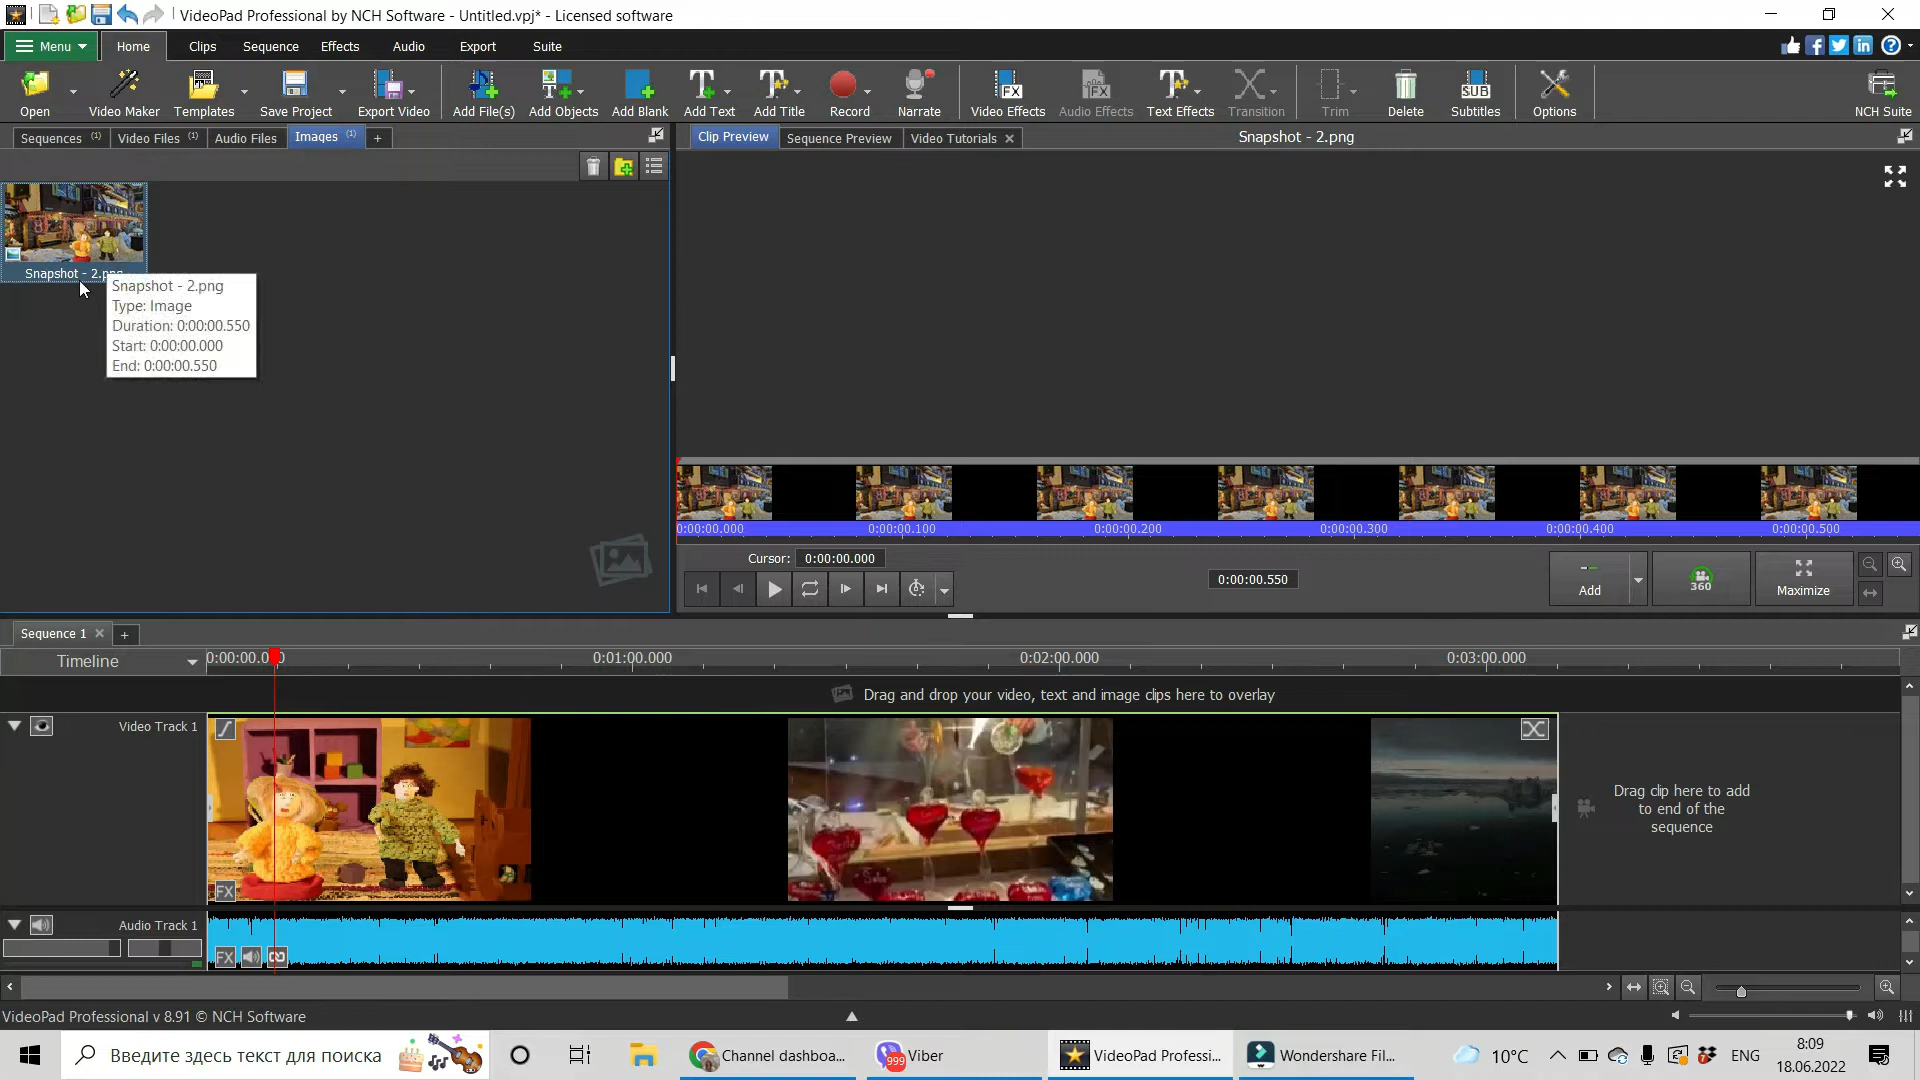 VideoPad Professional by NCH Software - Untitled.vpj* - Licensed software
Menu Home Clips Sequence Effects Audio Export Suite
FX SUB
Open Video Maker Templates Save Project Export Video Add File(s) Add Objects Add Blank Add Text Add Title Record Narrate Video Effects Audio Effects Text Effects Transition Trim Delete Subtitles Options NCH Suite
Sequences (1) Video Files (1) Audio Files Images (1) +
Clip Preview Sequence Preview Video Tutorials Snapshot - 2.png
Snapshot - 2.png
Snapshot - 2.png
Type: Image
Duration: 0:00:00.550
Start: 0:00:00.000
End: 0:00:00.550
0:00:00.000 0:00:00.100 0:00:00.200 0:00:00.300 0:00:00.400 0:00:00.500
Cursor: 0:00:00.000
0:00:00.550
Add 360 Maximize
Sequence 1 +
Timeline 0:01:00.000 0:02:00.000 0:03:00.000
Drag and drop your video, text and image clips here to overlay
Video Track 1
Drag clip here to add
to end of the
sequence
FX
Audio Track 1
FX
VideoPad Professional v 8.91 © NCH Software
Введите здесь текст для поиска
Channel dashboa...
999
Viber
VideoPad Professi...
Wondershare Fil...
10°C
ENG
8:09
18.06.2022